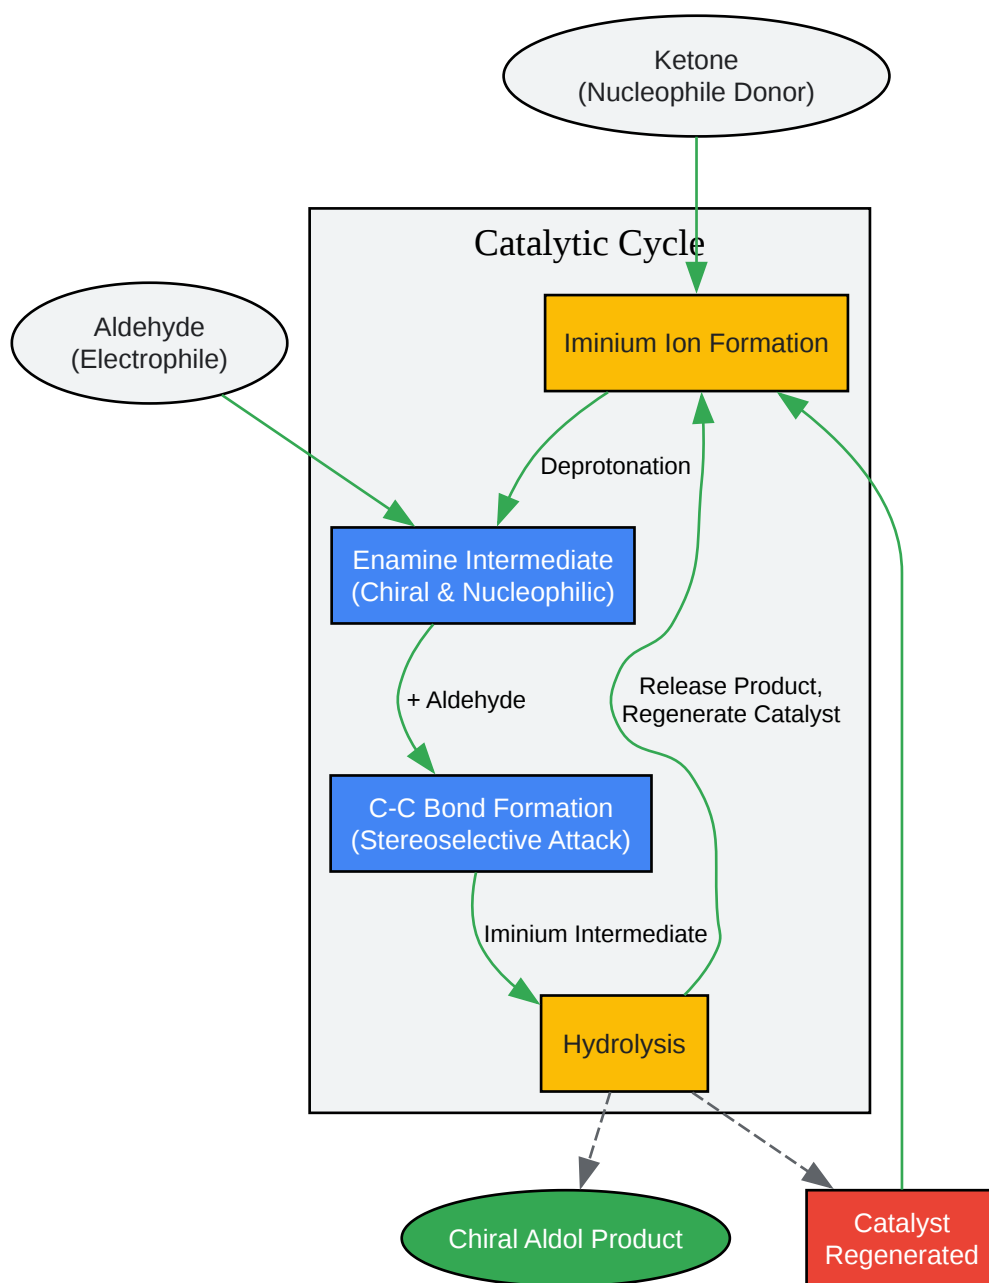 Ketone
(Nucleophile Donor)
Catalytic Cycle
Aldehyde
(Electrophile)
Iminium Ion Formation
Deprotonation
Enamine Intermediate
(Chiral & Nucleophilic)
+ Aldehyde
Release Product,
Regenerate Catalyst
C-C Bond Formation
(Stereoselective Attack)
Iminium Intermediate
Hydrolysis
Chiral Aldol Product
Catalyst
Regenerated